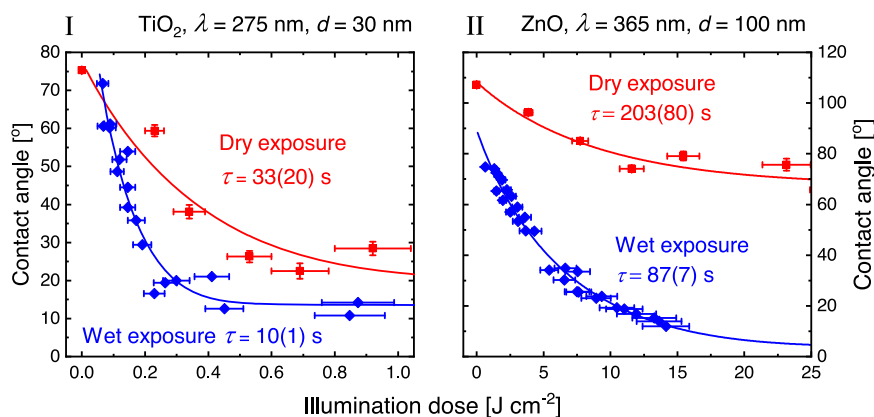 I TiO2, λ = 275 nm, d = 30 nm
II ZnO, λ = 365 nm, d = 100 nm
80
70
60
50
40
30
20
10
0
Contact angle [º]
Dry exposure
τ = 33(20) s
Wet exposure τ = 10(1) s
0.0 0.2 0.4 0.6 0.8 1.0
Dry exposure
τ = 203(80) s
Wet exposure
τ = 87(7) s
0 5 10 15 20 25
120
100
80
60
40
20
0
Contact angle [º]
Illumination dose [J cm-2]